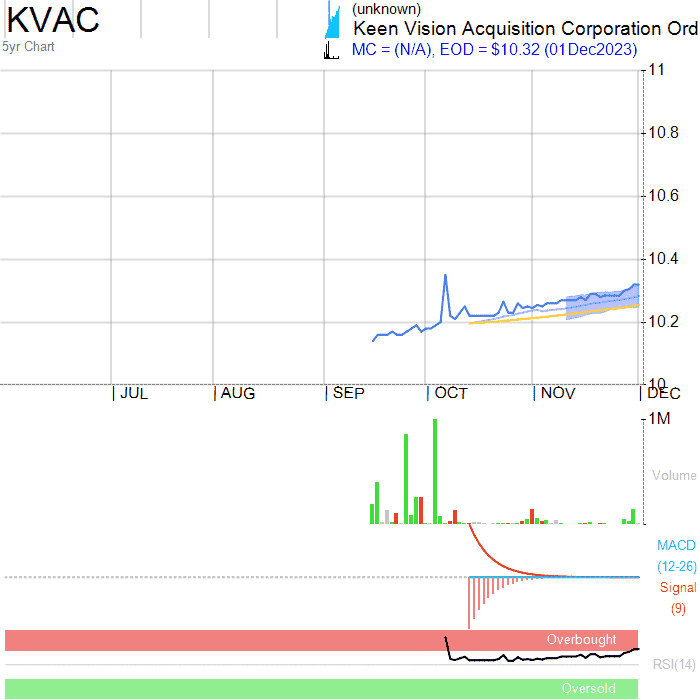 KVAC
(unknown)
Keen Vision Acquisition Corporation Ord
5yr Chart
MC = (N/A), EOD = $10.32 (01Dec2023)
11
10.8
10.6
10.4
10.2
10
JUL AUG SEP OCT NOV DEC
1M
Volume
MACD
(12-26)
Signal
(9)
Overbought
RSI(14)
Oversold